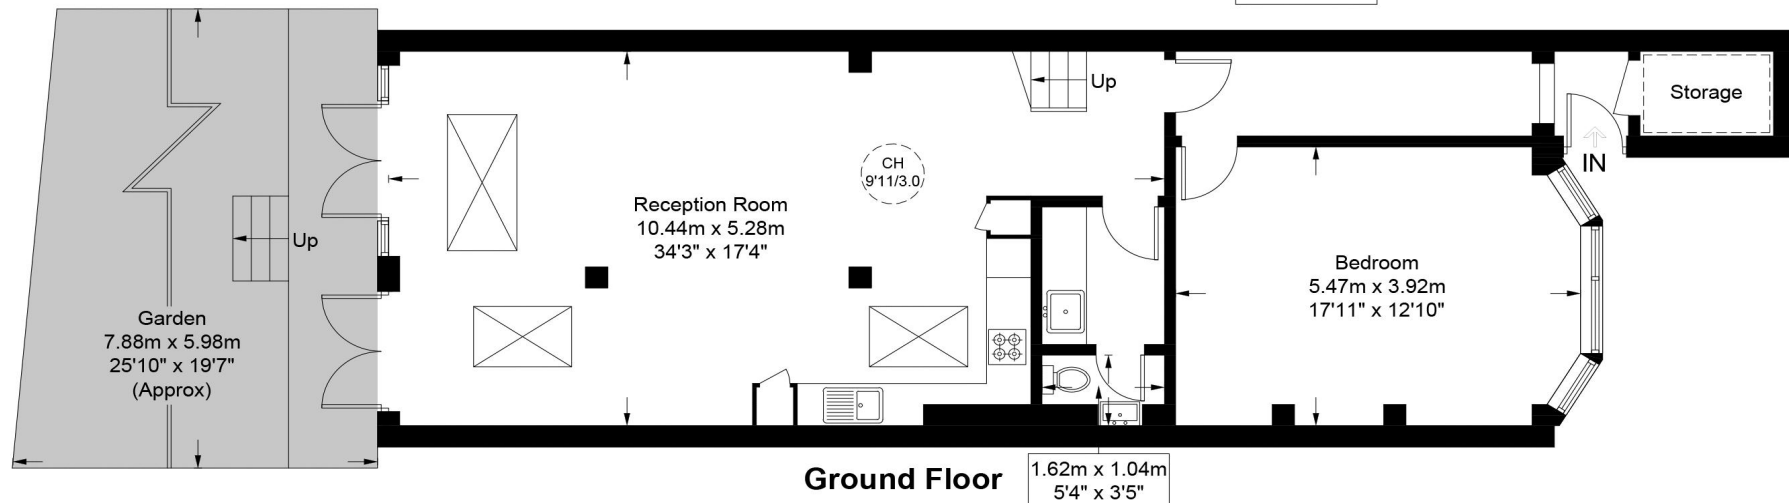 Storage
Up
IN
CH
9'11/3.0
Reception Room
10.44m x 5.28m
34'3" x 17'4"
Up
Bedroom
5.47m x 3.92m
17'11" x 12'10"
Garden
7.88m x 5.98m
25'10" x 19'7"
(Approx)
Ground Floor
1.62m x 1.04m
5'4" x 3'5"